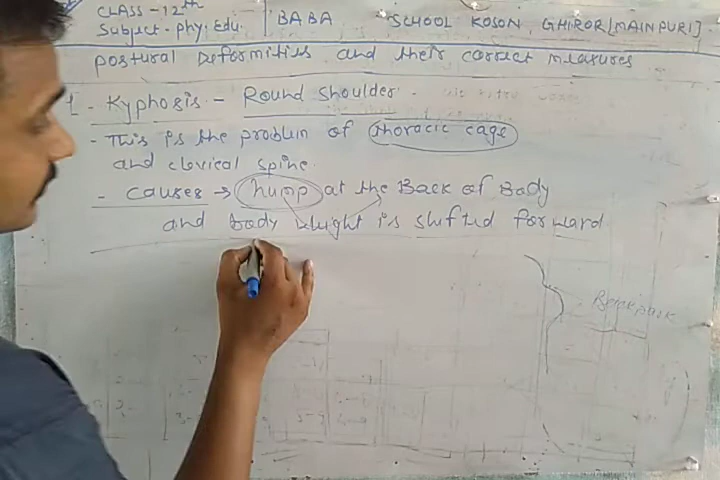 CLASS - 12th
Subject - phy. Edu. BABA SCHOOL KOSON GHIROR [MAINPURI]
postural Deformities and their correct measures
1 - Kyphosis - Round Shoulder.
- This is the problem of thoracic cage
and clevical spine.
- causes → hump at the Back of Body
and body weight is shifted forward